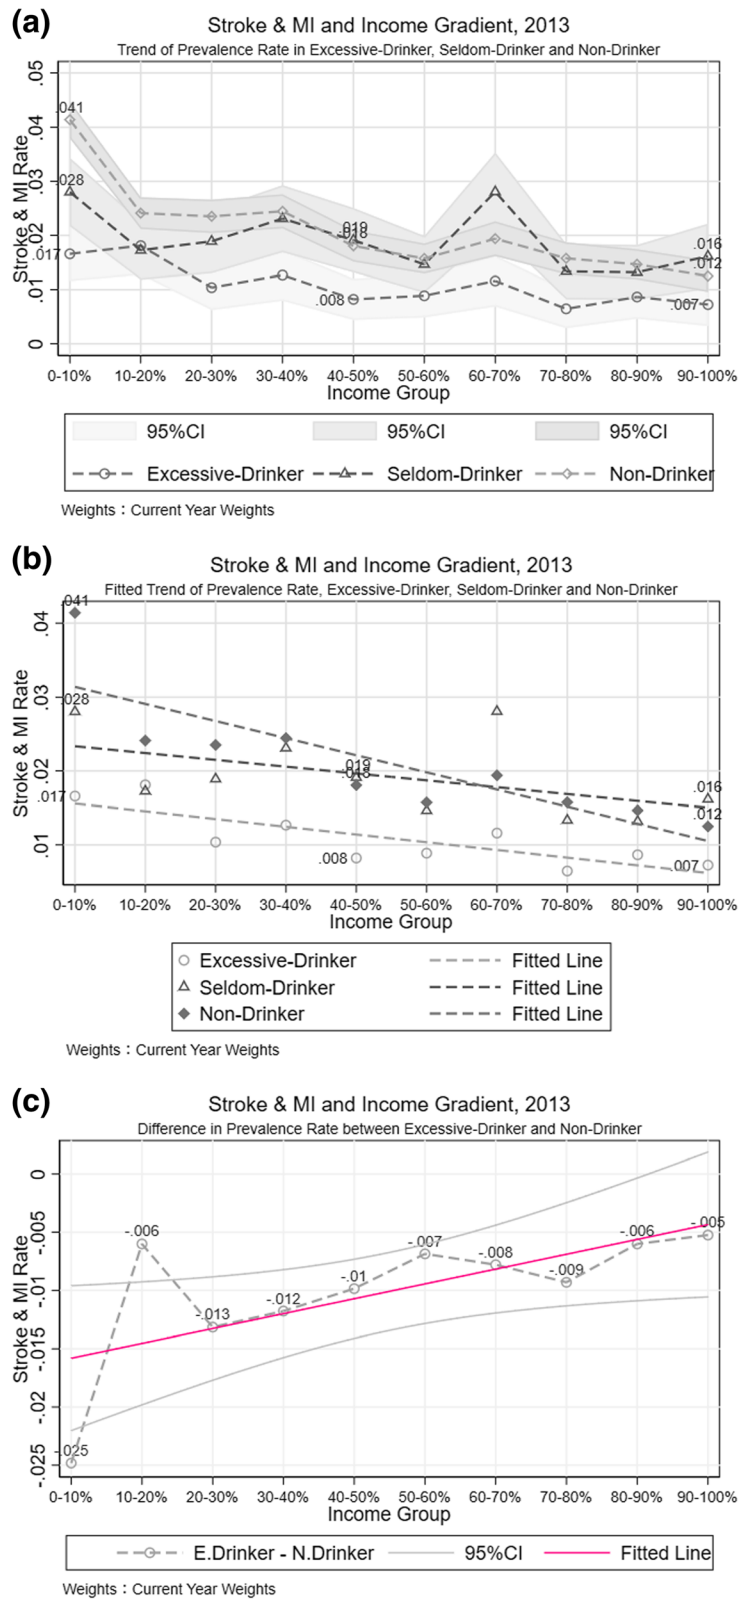 (a)
Stroke & MI and Income Gradient, 2013
Trend of Prevalence Rate in Excessive-Drinker, Seldom-Drinker and Non-Drinker
Stroke & MI Rate
.05
.04
.03
.02
.01
0
.041
.028
.017
.019
.018
.008
.016
.012
.007
0-10% 10-20% 20-30% 30-40% 40-50% 50-60% 60-70% 70-80% 80-90% 90-100%
Income Group
95%CI 95%CI 95%CI
Excessive-Drinker Seldom-Drinker Non-Drinker
Weights : Current Year Weights
(b)
Stroke & MI and Income Gradient, 2013
Fitted Trend of Prevalence Rate, Excessive-Drinker, Seldom-Drinker and Non-Drinker
Stroke & MI Rate
.04
.03
.02
.01
.041
.028
.017
.019
.018
.008
.016
.012
.007
0-10% 10-20% 20-30% 30-40% 40-50% 50-60% 60-70% 70-80% 80-90% 90-100%
Income Group
Excessive-Drinker Fitted Line
Seldom-Drinker Fitted Line
Non-Drinker Fitted Line
Weights : Current Year Weights
(c)
Stroke & MI and Income Gradient, 2013
Difference in Prevalence Rate between Excessive-Drinker and Non-Drinker
Stroke & MI Rate
0
-.005
-.01
-.015
-.02
-.025
-.025
-.006
-.013
-.012
-.01
-.007
-.008
-.009
-.006
-.005
0-10% 10-20% 20-30% 30-40% 40-50% 50-60% 60-70% 70-80% 80-90% 90-100%
Income Group
E.Drinker - N.Drinker 95%CI Fitted Line
Weights : Current Year Weights